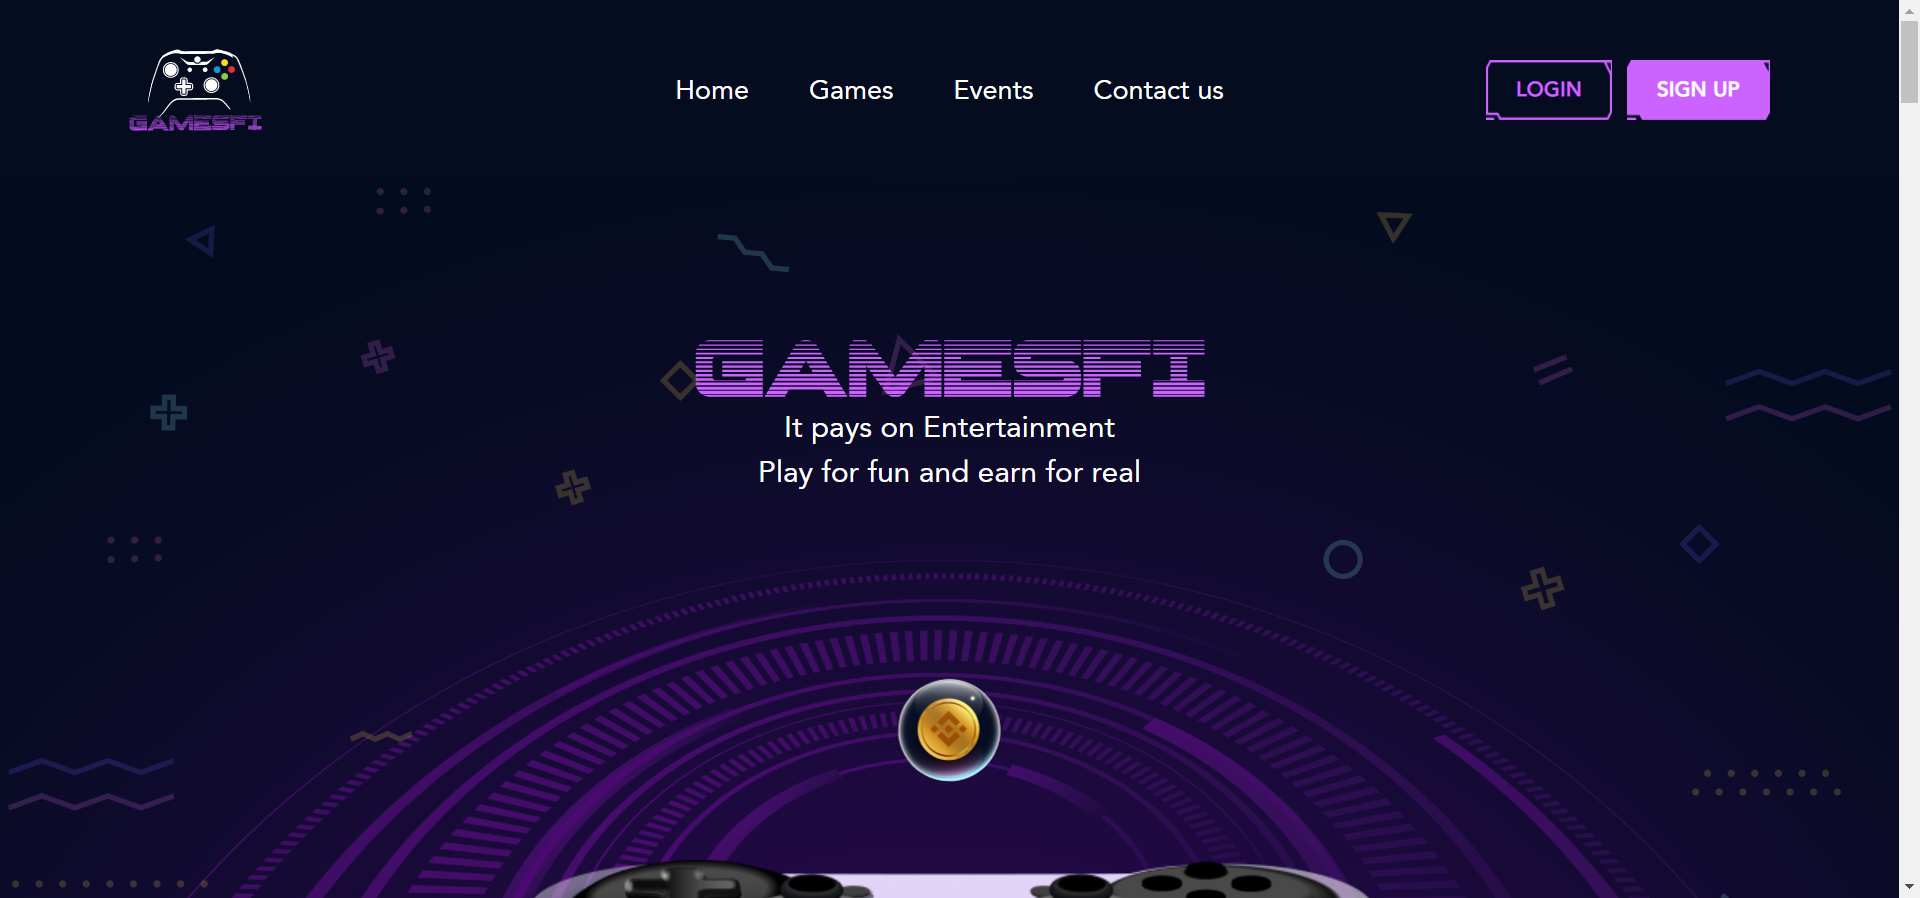 GAMESFI
Home
Games
Events
Contact us
LOGIN
SIGN UP
GAMESFI
It pays on Entertainment
Play for fun and earn for real